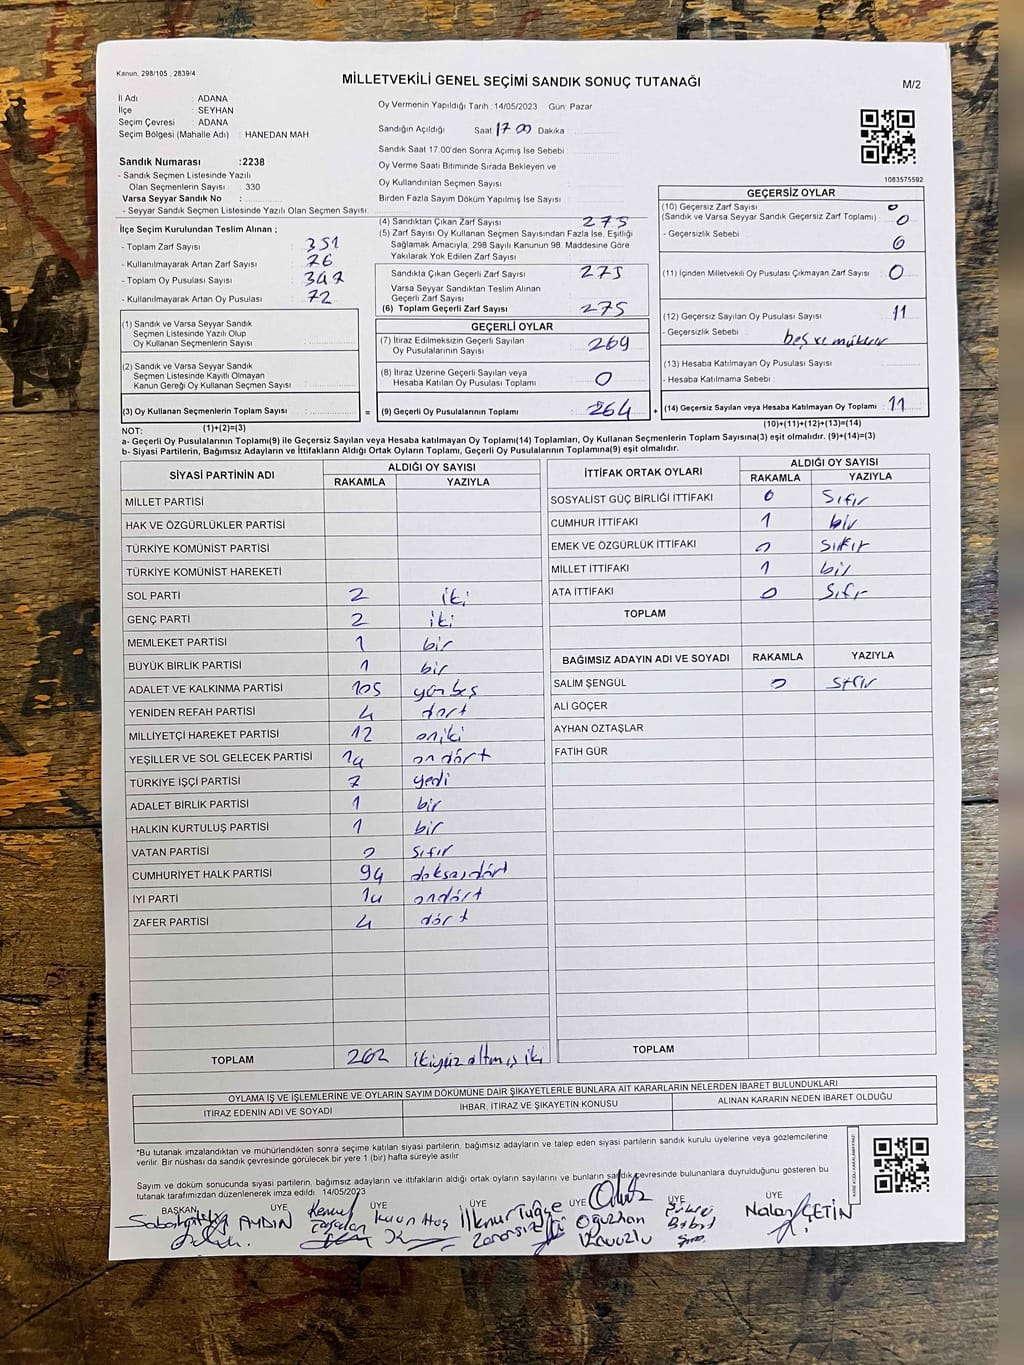 Kanun: 298/105 , 2839/4
MİLLETVEKİLİ GENEL SEÇİMİ SANDIK SONUÇ TUTANAĞI
M/2
İl Adı : ADANA
İlçe : SEYHAN
Seçim Çevresi : ADANA
Seçim Bölgesi (Mahalle Adı) : HANEDAN MAH
Sandık Numarası :2238
- Sandık Seçmen Listesinde Yazılı
Olan Seçmenlerin Sayısı : 330
Varsa Seyyar Sandık No :
- Seyyar Sandık Seçmen Listesinde Yazılı Olan Seçmen Sayısı
Oy Vermenin Yapıldığı Tarih :14/05/2023 Gün: Pazar
Sandığın Açıldığı Saat 17 00 Dakika
Sandık Saat 17.00'den Sonra Açımış İse Sebebi
Oy Verme Saati Bitiminde Sırada Bekleyen ve
Oy Kullandırılan Seçmen Sayısı
Birden Fazla Sayım Döküm Yapılmış İse Sayısı
1083575592
İlçe Seçim Kurulundan Teslim Alınan ;
- Toplam Zarf Sayısı 351
- Kullanılmayarak Artan Zarf Sayısı 76
- Toplam Oy Pusulası Sayısı 347
- Kullanılmayarak Artan Oy Pusulası 72
(4) Sandıktan Çıkan Zarf Sayısı 275
(5) Zarf Sayısı Oy Kullanan Seçmen Sayısından Fazla İse, Eşitliği
Sağlamak Amacıyla; 298 Sayılı Kanunun 98. Maddesine Göre
Yakılarak Yok Edilen Zarf Sayısı
Sandıkta Çıkan Geçerli Zarf Sayısı 275
Varsa Seyyar Sandıktan Teslim Alınan
Geçerli Zarf Sayısı
(6) Toplam Geçerli Zarf Sayısı 275
GEÇERSİZ OYLAR
(10) Geçersiz Zarf Sayısı 0
(Sandık ve Varsa Seyyar Sandık Geçersiz Zarf Toplamı) 0
- Geçersizlik Sebebi 0
(11) İçinden Milletvekili Oy Pusulası Çıkmayan Zarf Sayısı 0
(12) Geçersiz Sayılan Oy Pusulası Sayısı 11
- Geçersizlik Sebebi
(13) Hesaba Katılmayan Oy Pusulası Sayısı
- Hesaba Katılmama Sebebi
(14) Geçersiz Sayılan veya Hesaba Katılmayan Oy Toplamı 11
(10)+(11)+(12)+(13)=(14)
(1) Sandık ve Varsa Seyyar Sandık
Seçmen Listesinde Yazılı Olup
Oy Kullanan Seçmenlerin Sayısı
(2) Sandık ve Varsa Seyyar Sandık
Seçmen Listesinde Kayıtlı Olmayan
Kanun Gereği Oy Kullanan Seçmen Sayısı
(3) Oy Kullanan Seçmenlerin Toplam Sayısı =
(1)+(2)=(3)
GEÇERLİ OYLAR
(7) İtiraz Edilmeksizin Geçerli Sayılan
Oy Pusulalarının Sayısı 269
(8) İtiraz Üzerine Geçerli Sayılan veya
Hesaba Katılan Oy Pusulası Toplamı 0
(9) Geçerli Oy Pusulalarının Toplamı 264 +
NOT:
a- Geçerli Oy Pusulalarının Toplamı(9) ile Geçersiz Sayılan veya Hesaba katılmayan Oy Toplamı(14) Toplamları, Oy Kullanan Seçmenlerin Toplam Sayısına(3) eşit olmalıdır. (9)+(14)=(3)
b- Siyasi Partilerin, Bağımsız Adayların ve İttifakların Aldığı Ortak Oyların Toplamı, Geçerli Oy Pusulalarının Toplamına(9) eşit olmalıdır.
SİYASİ PARTİNİN ADI ALDIĞI OY SAYISI
RAKAMLA YAZIYLA
MİLLET PARTİSİ
HAK VE ÖZGÜRLÜKLER PARTİSİ
TÜRKİYE KOMÜNİST PARTİSİ
TÜRKİYE KOMÜNİST HAREKETİ
SOL PARTİ 2 iki
GENÇ PARTİ 2 iki
MEMLEKET PARTİSİ 1 bir
BÜYÜK BİRLİK PARTİSİ 1 bir
ADALET VE KALKINMA PARTİSİ 105 yüzbeş
YENİDEN REFAH PARTİSİ 4 dört
MİLLİYETÇİ HAREKET PARTİSİ 12 oniki
YEŞİLLER VE SOL GELECEK PARTİSİ 14 ondört
TÜRKİYE İŞÇİ PARTİSİ 7 yedi
ADALET BİRLİK PARTİSİ 1 bir
HALKIN KURTULUŞ PARTİSİ 1 bir
VATAN PARTİSİ 0 sıfır
CUMHURİYET HALK PARTİSİ 94 doksandört
İYİ PARTİ 14 ondört
ZAFER PARTİSİ 4 dört
TOPLAM 262 ikiyüz altmış iki
İTTİFAK ORTAK OYLARI ALDIĞI OY SAYISI
RAKAMLA YAZIYLA
SOSYALİST GÜÇ BİRLİĞİ İTTİFAKI 0 Sıfır
CUMHUR İTTİFAKI 1 bir
EMEK VE ÖZGÜRLÜK İTTİFAKI 0 sıfır
MİLLET İTTİFAKI 1 bir
ATA İTTİFAKI 0 Sıfır
TOPLAM
BAĞIMSIZ ADAYIN ADI VE SOYADI RAKAMLA YAZIYLA
SALIM ŞENGÜL 0 sıfır
ALİ GÖÇER
AYHAN ÖZTAŞLAR
FATİH GÜR
TOPLAM
OYLAMA İŞ VE İŞLEMLERİNE VE OYLARIN SAYIM DÖKÜMÜNE DAİR ŞİKAYETLERLE BUNLARA AİT KARARLARIN NELERDEN İBARET BULUNDUKLARI
İTİRAZ EDENİN ADI VE SOYADI İHBAR, İTİRAZ VE ŞİKAYETİN KONUSU ALINAN KARARIN NEDEN İBARET OLDUĞU
*Bu tutanak imzalandıktan ve mühürlendikten sonra seçime katılan siyasi partilerin, bağımsız adayların ve talep eden siyasi partilerin sandık kurulu üyelerine veya gözlemcilerine
verilir. Bir nüshası da sandık çevresinde görülecek bir yere 1 (bir) hafta süreyle asılır.
Sayım ve döküm sonucunda siyasi partilerin, bağımsız adayların ve ittifakların aldığı ortak oyların sayılarını ve bunların sandık çevresinde bulunanlara duyrulduğunu gösteren bu
tutanak tarafımızdan düzenlenerek imza edildi. 14/05/2023
BAŞKAN ÜYE ÜYE ÜYE ÜYE ÜYE ÜYE
AYDIN Kemal İlknur Tuğçe Oğuzhan Nalan ÇETİN